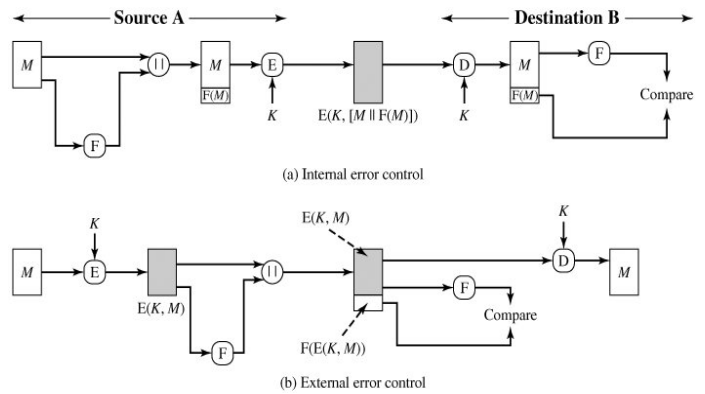 Source A
Destination B
M
||
M
E
D
M
F
F(M)
K
E(K, [M || F(M)])
K
F(M)
Compare
F
(a) Internal error control
K
E(K, M)
K
M
E
||
D
M
E(K, M)
F
Compare
F
F(E(K, M))
(b) External error control